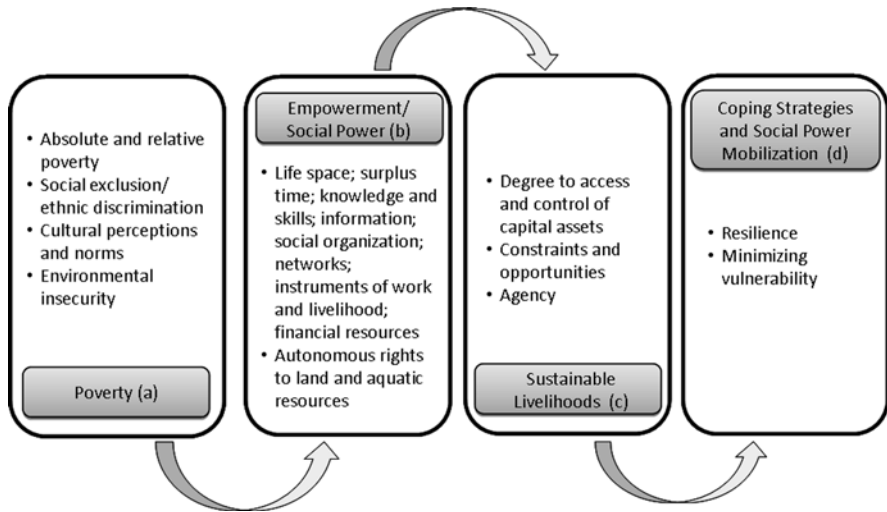 • Absolute and relative
poverty
• Social exclusion/
ethnic discrimination
• Cultural perceptions
and norms
• Environmental
insecurity
Poverty (a)
Empowerment/
Social Power (b)
• Life space; surplus
time; knowledge and
skills; information;
social organization;
networks;
instruments of work
and livelihood;
financial resources
• Autonomous rights
to land and aquatic
resources
• Degree to access
and control of
capital assets
• Constraints and
opportunities
• Agency
Sustainable
Livelihoods (c)
Coping Strategies
and Social Power
Mobilization (d)
• Resilience
• Minimizing
vulnerability